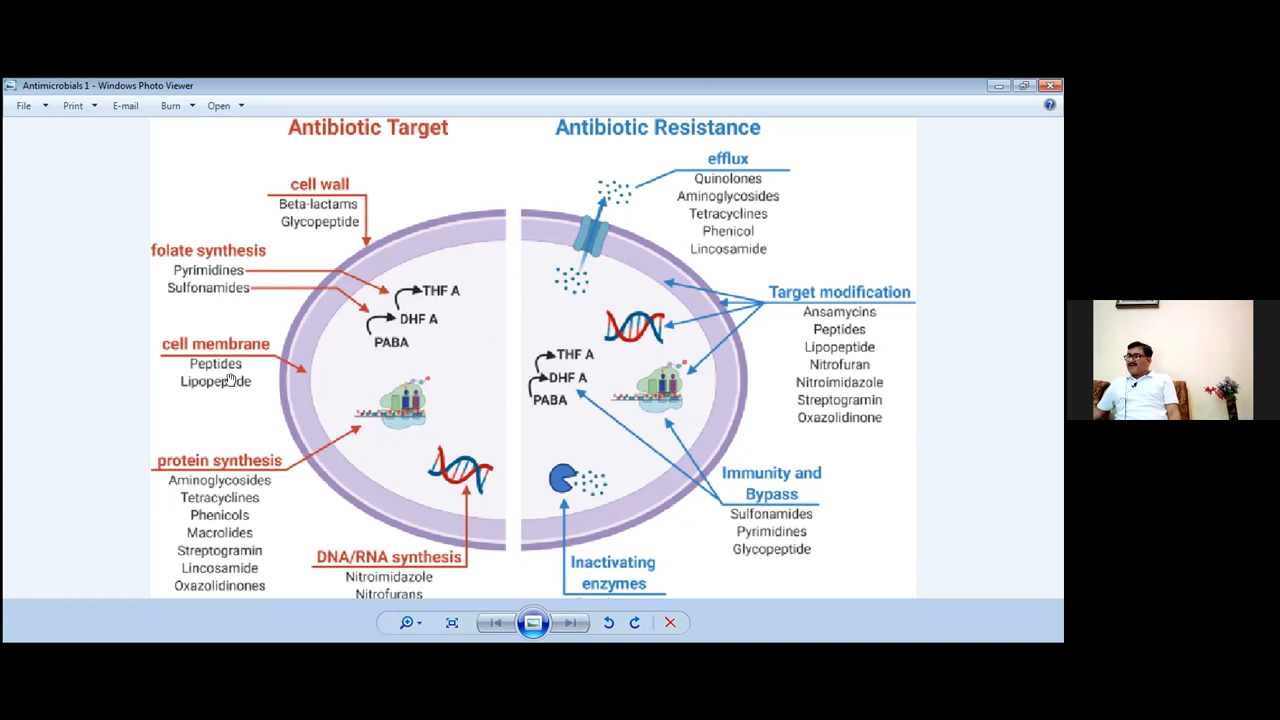 Antimicrobials 1 - Windows Photo Viewer
File Print E-mail Burn Open
Antibiotic Target
cell wall
Beta-lactams
Glycopeptide
folate synthesis
Pyrimidines
Sulfonamides
THF A
DHF A
PABA
cell membrane
Peptides
Lipopeptide
protein synthesis
Aminoglycosides
Tetracyclines
Phenicols
Macrolides
Streptogramin
Lincosamide
Oxazolidinones
DNA/RNA synthesis
Nitroimidazole
Nitrofurans
Antibiotic Resistance
efflux
Quinolones
Aminoglycosides
Tetracyclines
Phenicol
Lincosamide
Target modification
Ansamycins
Peptides
Lipopeptide
Nitrofuran
Nitroimidazole
Streptogramin
Oxazolidinone
THF A
DHF A
PABA
Immunity and
Bypass
Sulfonamides
Pyrimidines
Glycopeptide
Inactivating
enzymes